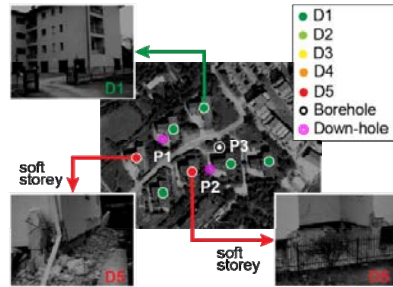 D1
D1
D2
D3
D4
D5
Borehole
Down-hole
P1
P3
P2
soft
storey
D5
soft
storey
D5